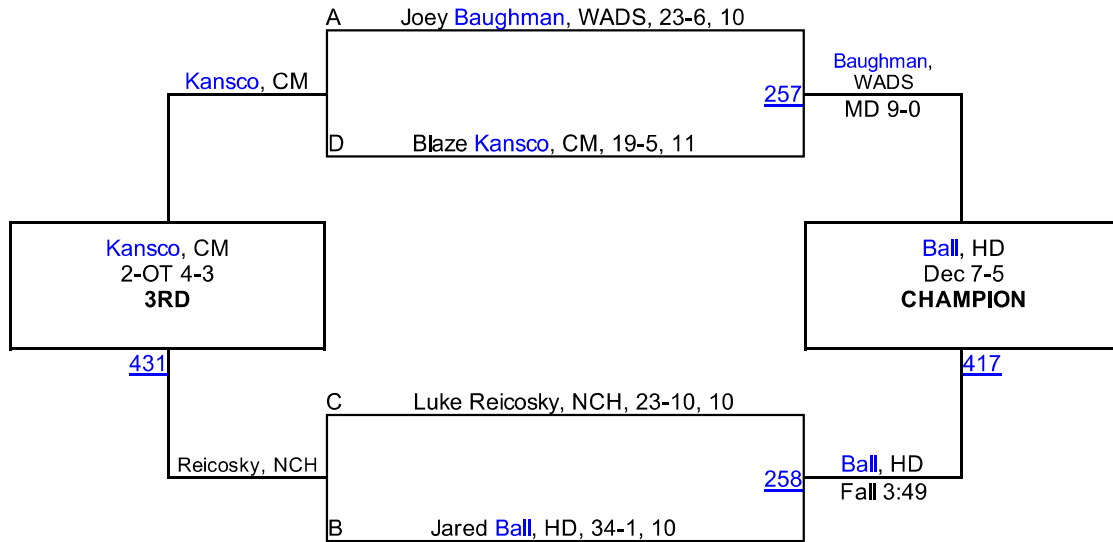 A Joey Baughman, WADS, 23-6, 10
Kansco, CM
257
Baughman,
WADS
MD 9-0
D Blaze Kansco, CM, 19-5, 11
Kansco, CM
2-OT 4-3
3RD
Ball, HD
Dec 7-5
CHAMPION
431
417
C Luke Reicosky, NCH, 23-10, 10
Reicosky, NCH
258
Ball, HD
Fall 3:49
B Jared Ball, HD, 34-1, 10